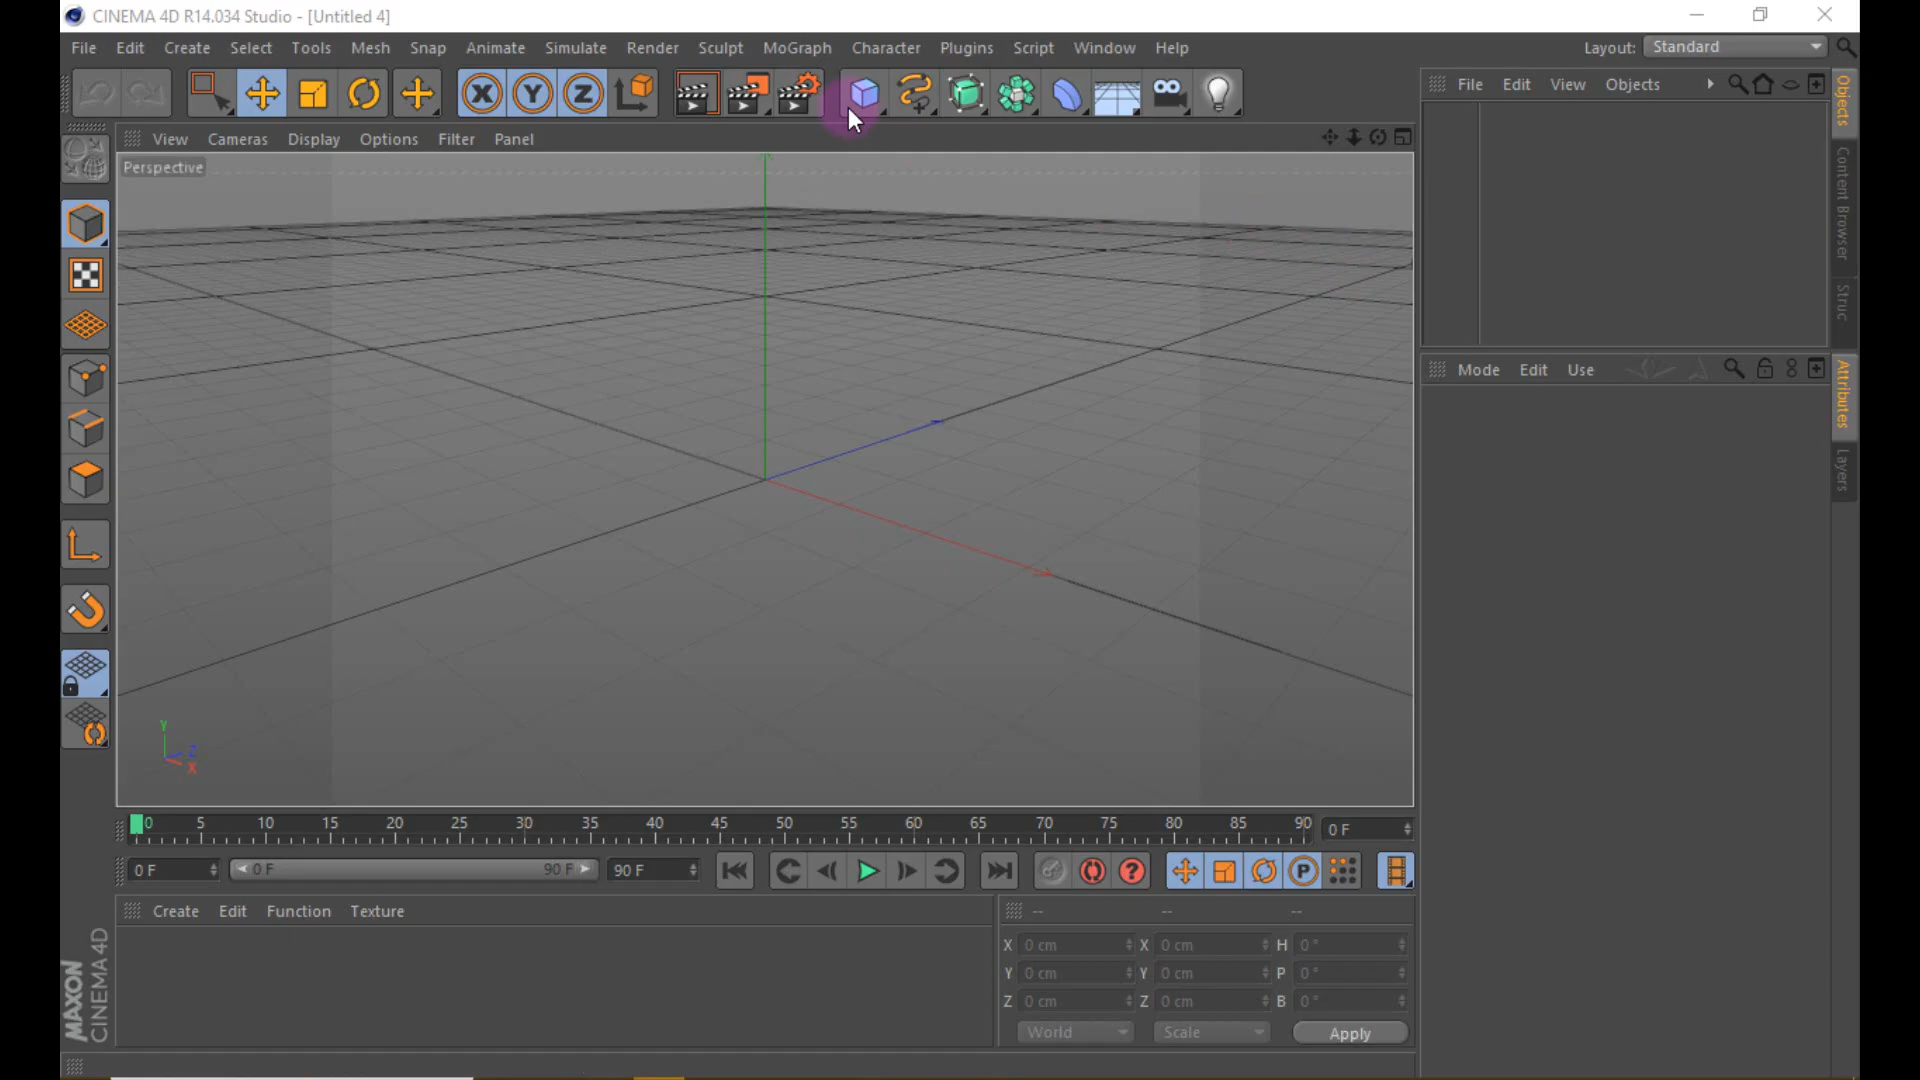 CINEMA 4D R14.034 Studio - [Untitled 4]
File Edit Create Select Tools Mesh Snap Animate Simulate Render Sculpt MoGraph Character Plugins Script Window Help Layout: Standard
X Y Z
File Edit View Objects
Objects
Content Browser
Struc
View Cameras Display Options Filter Panel
Perspective
Mode Edit Use
Attributes
Layers
Y
Z
X
0 5 10 15 20 25 30 35 40 45 50 55 60 65 70 75 80 85 90 0 F
0 F 0 F 90 F 90 F ? P
Create Edit Function Texture
-- -- --
X 0 cm X 0 cm H 0 °
Y 0 cm Y 0 cm P 0 °
Z 0 cm Z 0 cm B 0 °
World Scale Apply
MAXON
CINEMA 4D